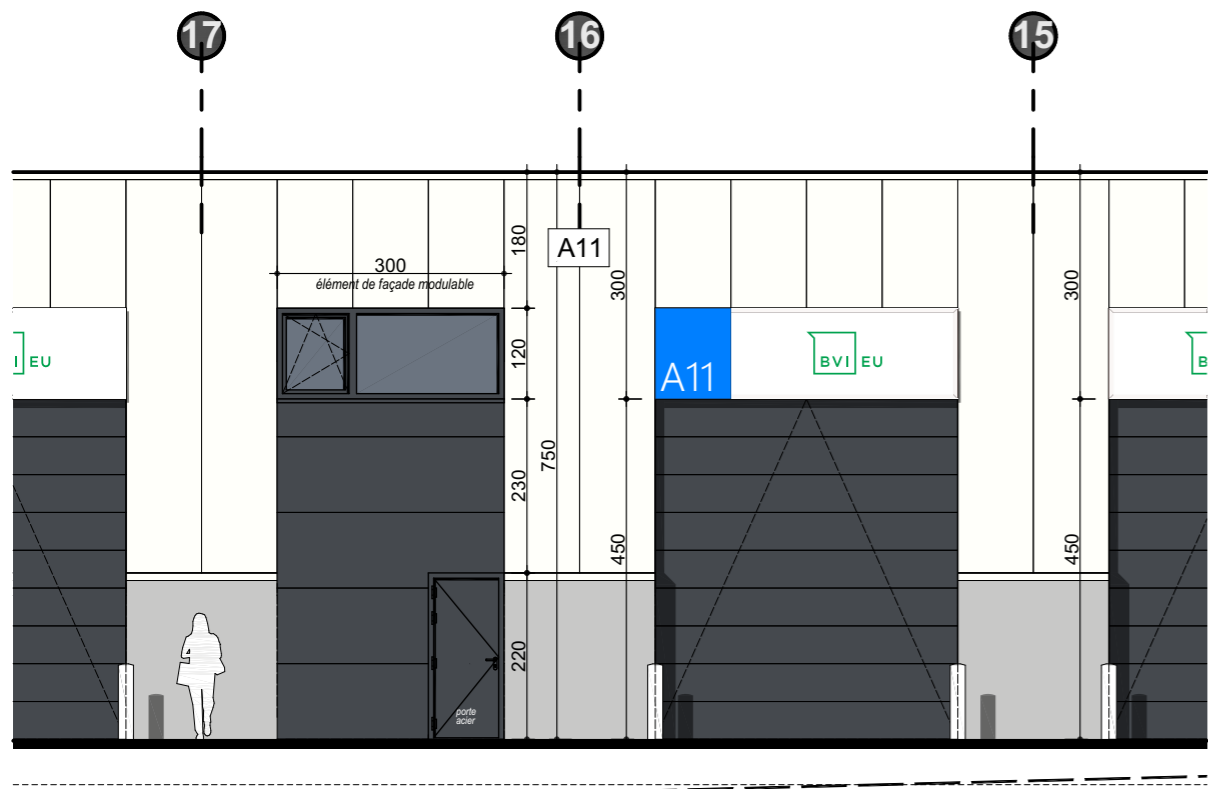 17
16
15
180
A11
300
300
300
élément de façade modulable
120
I EU
A11
BVI EU
B
750
230
450
450
220
porte
acier